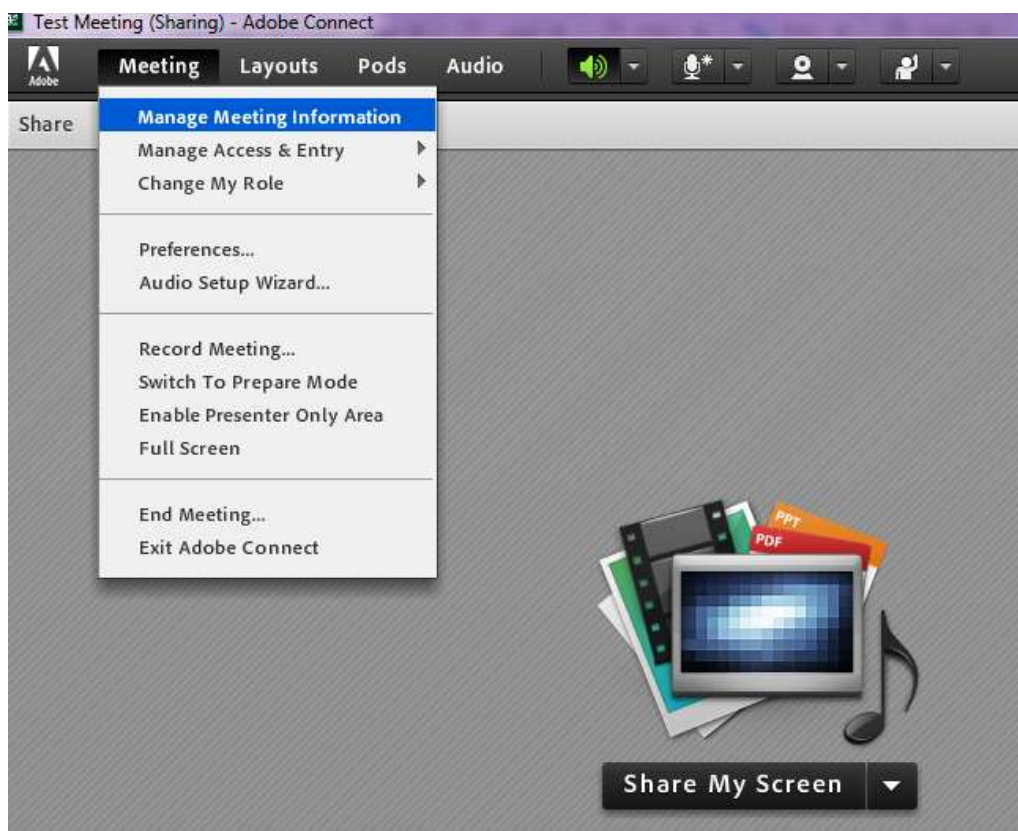 Test Meeting (Sharing) - Adobe Connect
Adobe
Meeting Layouts Pods Audio
Share
Manage Meeting Information
Manage Access & Entry
Change My Role
Preferences...
Audio Setup Wizard...
Record Meeting...
Switch To Prepare Mode
Enable Presenter Only Area
Full Screen
End Meeting...
Exit Adobe Connect
PPT
PDF
Share My Screen